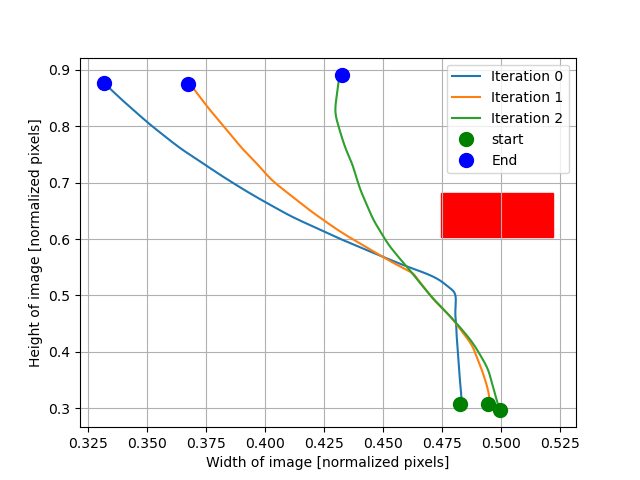 0.9
0.8
0.7
0.6
0.5
0.4
0.3
Height of image [normalized pixels]
Iteration 0
Iteration 1
Iteration 2
start
End
0.325 0.350 0.375 0.400 0.425 0.450 0.475 0.500 0.525
Width of image [normalized pixels]